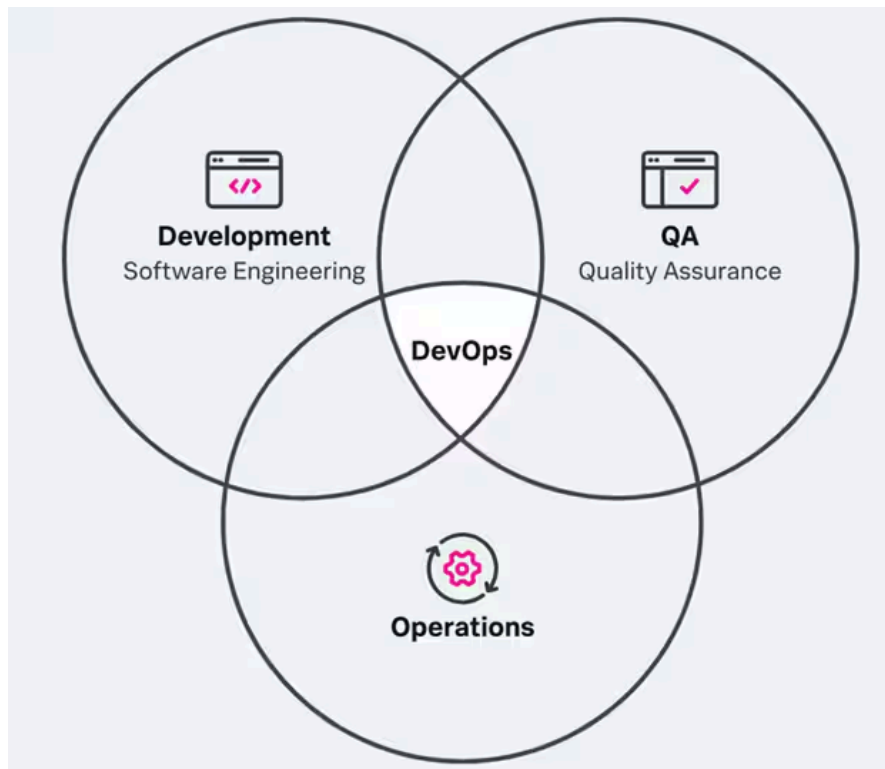 </>
Development
Software Engineering
QA
Quality Assurance
DevOps
Operations